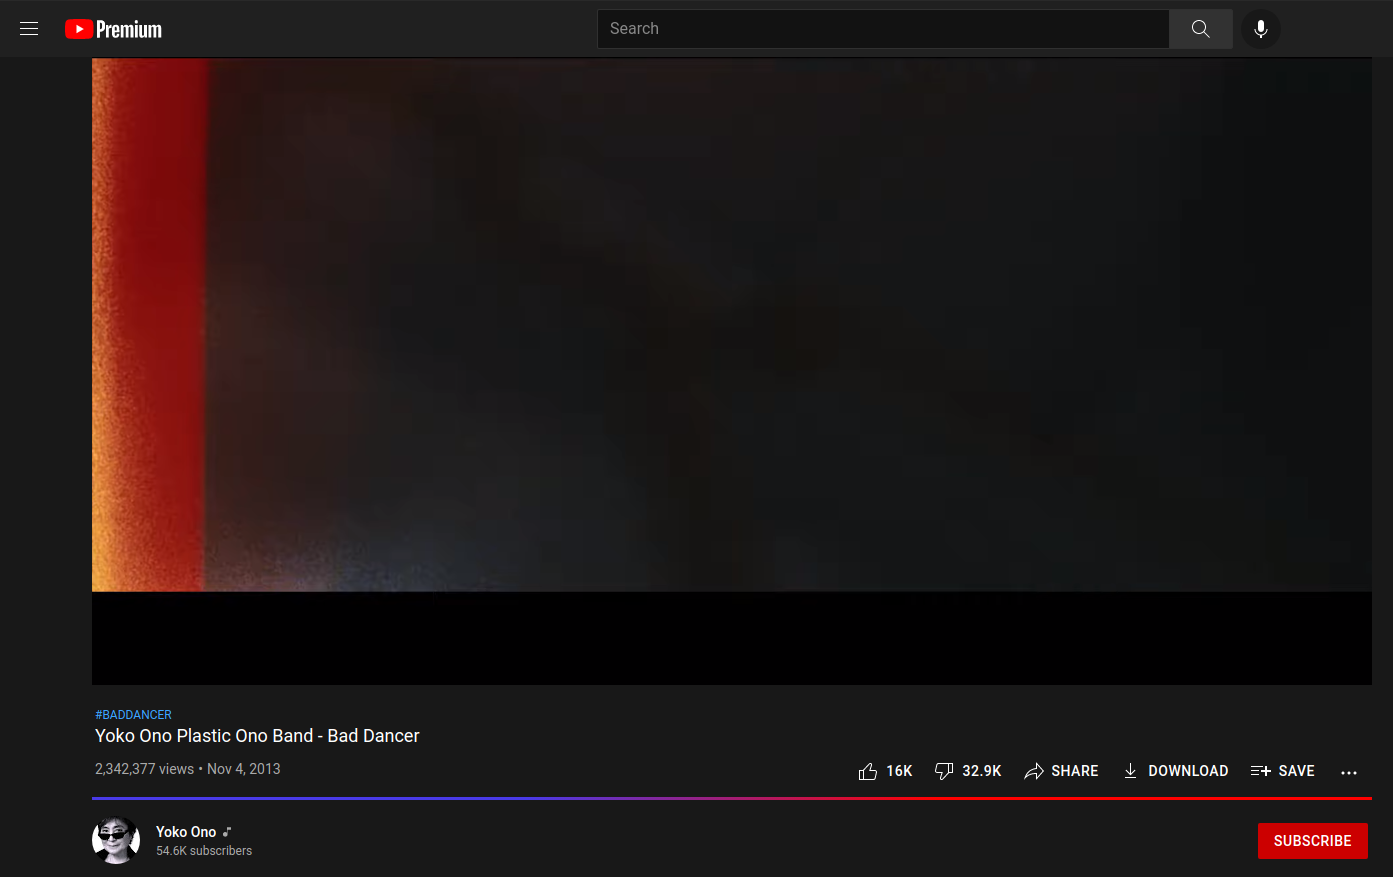 Premium
Search
#BADDANCER
Yoko Ono Plastic Ono Band - Bad Dancer
2,342,377 views • Nov 4, 2013
16K
32.9K
SHARE
DOWNLOAD
SAVE
Yoko Ono
54.6K subscribers
SUBSCRIBE